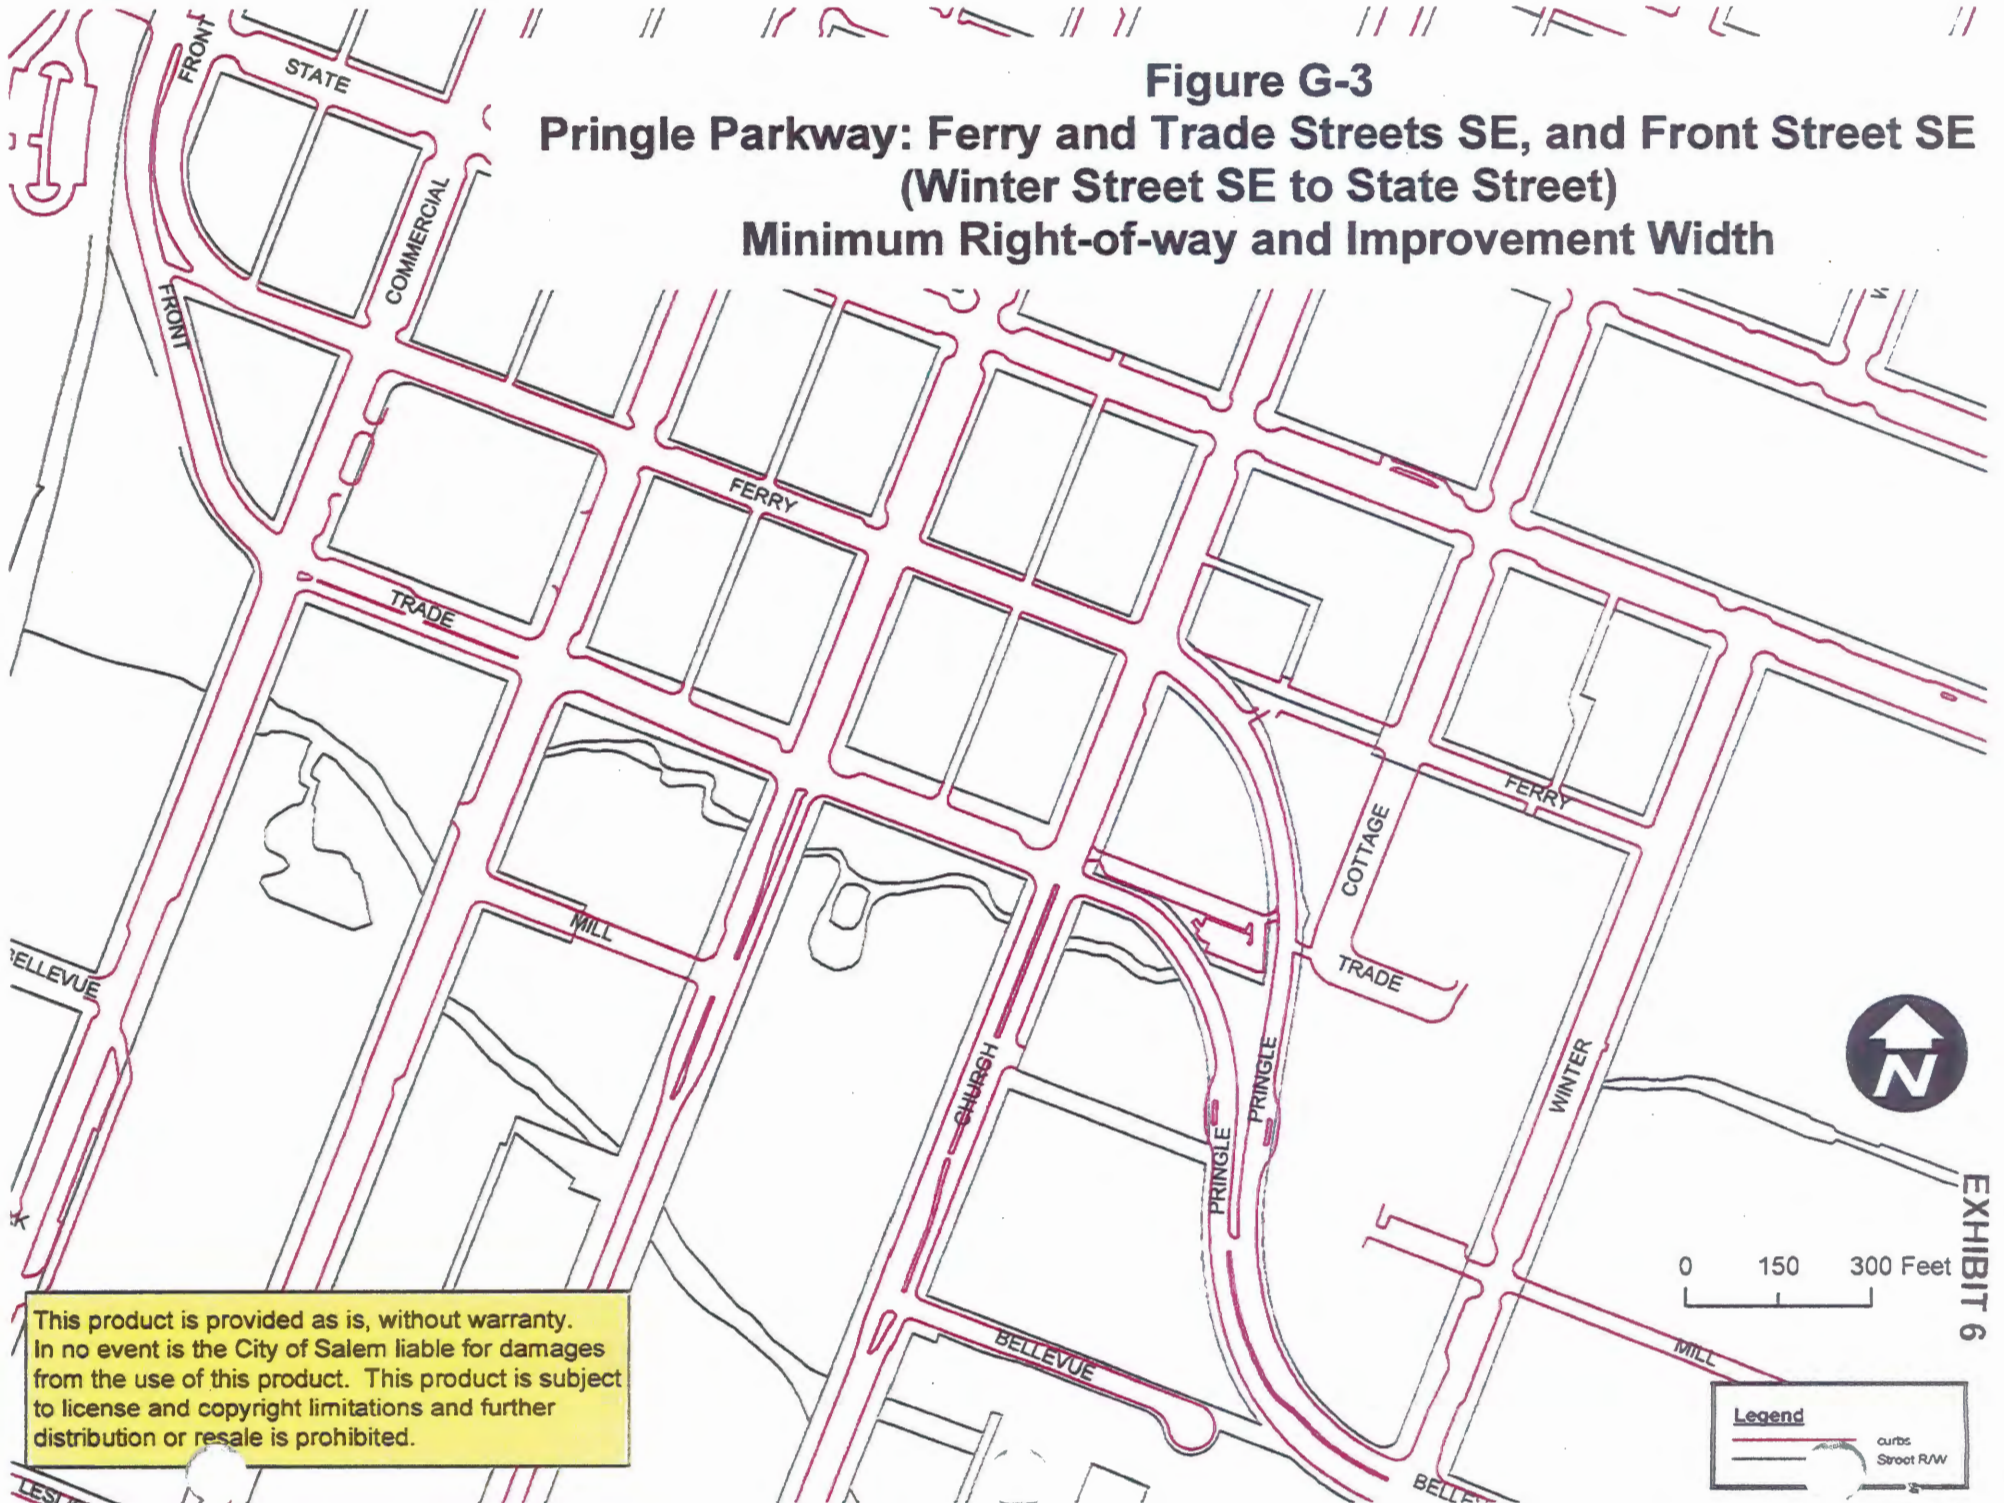 Figure G-3
Pringle Parkway: Ferry and Trade Streets SE, and Front Street SE
(Winter Street SE to State Street)
Minimum Right-of-way and Improvement Width
FRONT
STATE
COMMERCIAL
FRONT
FERRY
TRADE
FERRY
COTTAGE
MILL
TRADE
BELLEVUE
CHURCH
PRINGLE
PRINGLE
WINTER
N
EXHIBIT 6
0 150 300 Feet
BELLEVUE
MILL
This product is provided as is, without warranty.
In no event is the City of Salem liable for damages
from the use of this product. This product is subject
to license and copyright limitations and further
distribution or resale is prohibited.
Legend
curbs
Street R/W